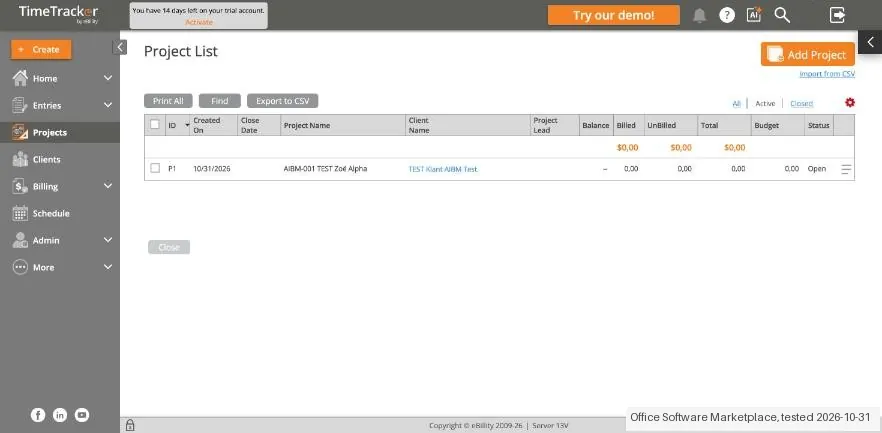 TimeTracker
by eBillity
You have 14 days left on your trial account.
Activate
Try our demo!
AI
+ Create
Home
Entries
Projects
Clients
Billing
Schedule
Admin
More
Project List
Add Project
Import from CSV
Print All
Find
Export to CSV
All | Active | Closed
ID Created On Close Date Project Name Client Name Project Lead Balance Billed UnBilled Total Budget Status
$0,00 $0,00 $0,00
P1 10/31/2026 AIBM-001 TEST Zoë Alpha TEST Klant AIBM Test – 0,00 0,00 0,00 0,00 Open
Close
Copyright © eBillity 2009-26 | Server 13V
Office Software Marketplace, tested 2026-10-31